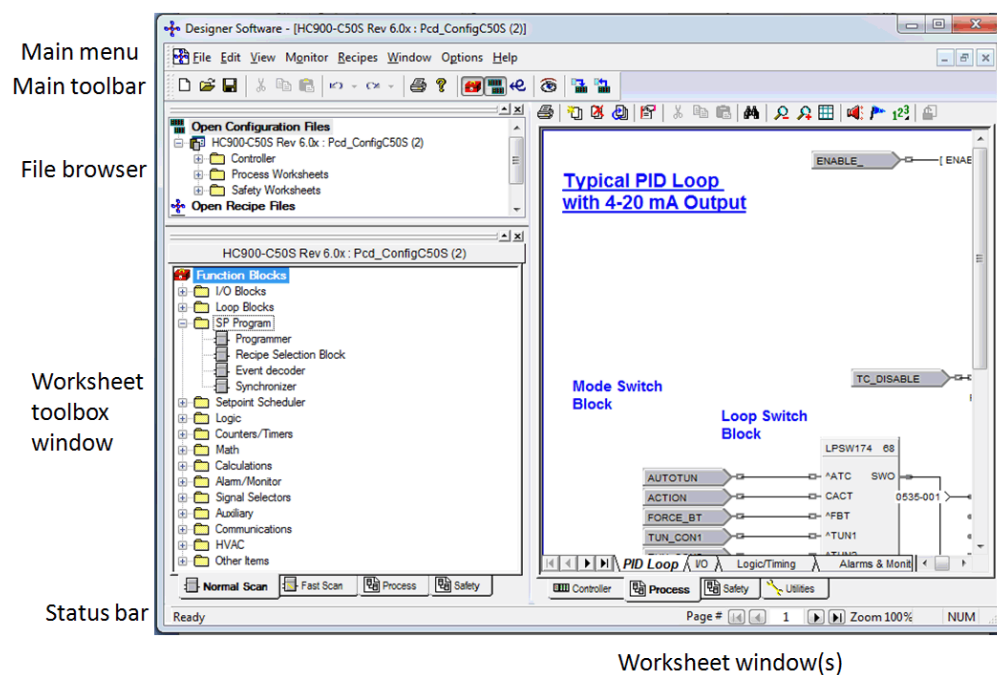 Designer Software - [HC900-C50S Rev 6.0x : Pcd_ConfigC50S (2)]
Main menu
File Edit View Monitor Recipes Window Options Help
Main toolbar
File browser
Open Configuration Files
HC900-C50S Rev 6.0x : Pcd_ConfigC50S (2)
Controller
Process Worksheets
Safety Worksheets
Open Recipe Files
HC900-C50S Rev 6.0x : Pcd_ConfigC50S (2)
Worksheet
toolbox
window
Function Blocks
I/O Blocks
Loop Blocks
SP Program
Programmer
Recipe Selection Block
Event decoder
Synchronizer
Setpoint Scheduler
Logic
Counters/Timers
Math
Calculations
Alarm/Monitor
Signal Selectors
Auxiliary
Communications
HVAC
Other Items
Normal Scan Fast Scan Process Safety
123
ENABLE_ [ ENAE
Typical PID Loop
with 4-20 mA Output
TC_DISABLE
Mode Switch
Block
Loop Switch
Block
LPSW174 68
AUTOTUN ^ATC SWO
ACTION CACT 0535-001
FORCE_BT ^FBT
TUN_CON1 ^TUN1
PID Loop I/O Logic/Timing Alarms & Monit
Controller Process Safety Utilities
Status bar
Ready Page # 1 Zoom 100% NUM
Worksheet window(s)